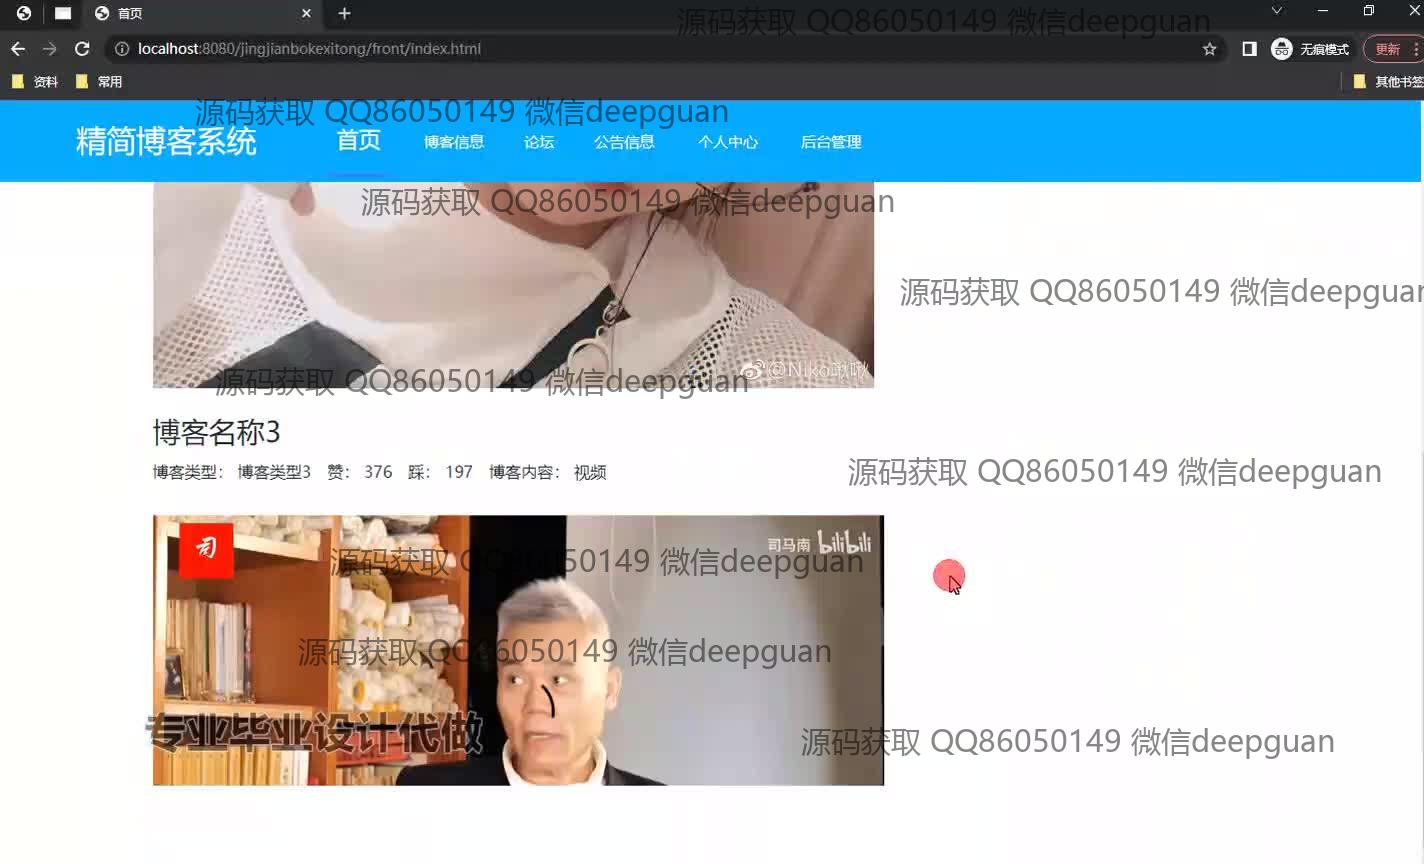 首页
源码获取 QQ86050149 微信deepguan
localhost:8080/jingjianbokexitong/front/index.html
无痕模式
更新
资料
常用
其他书签
源码获取 QQ86050149 微信deepguan
精简博客系统
首页
博客信息
论坛
公告信息
个人中心
后台管理
源码获取 QQ86050149 微信deepguan
源码获取 QQ86050149 微信deepguan
@Niko啾啾
源码获取 QQ86050149 微信deepguan
博客名称3
博客类型: 博客类型3 赞: 376 踩: 197 博客内容: 视频
源码获取 QQ86050149 微信deepguan
司
司马南 bilibili
源码获取 QQ86050149 微信deepguan
源码获取 QQ86050149 微信deepguan
专业毕业设计代做
源码获取 QQ86050149 微信deepguan